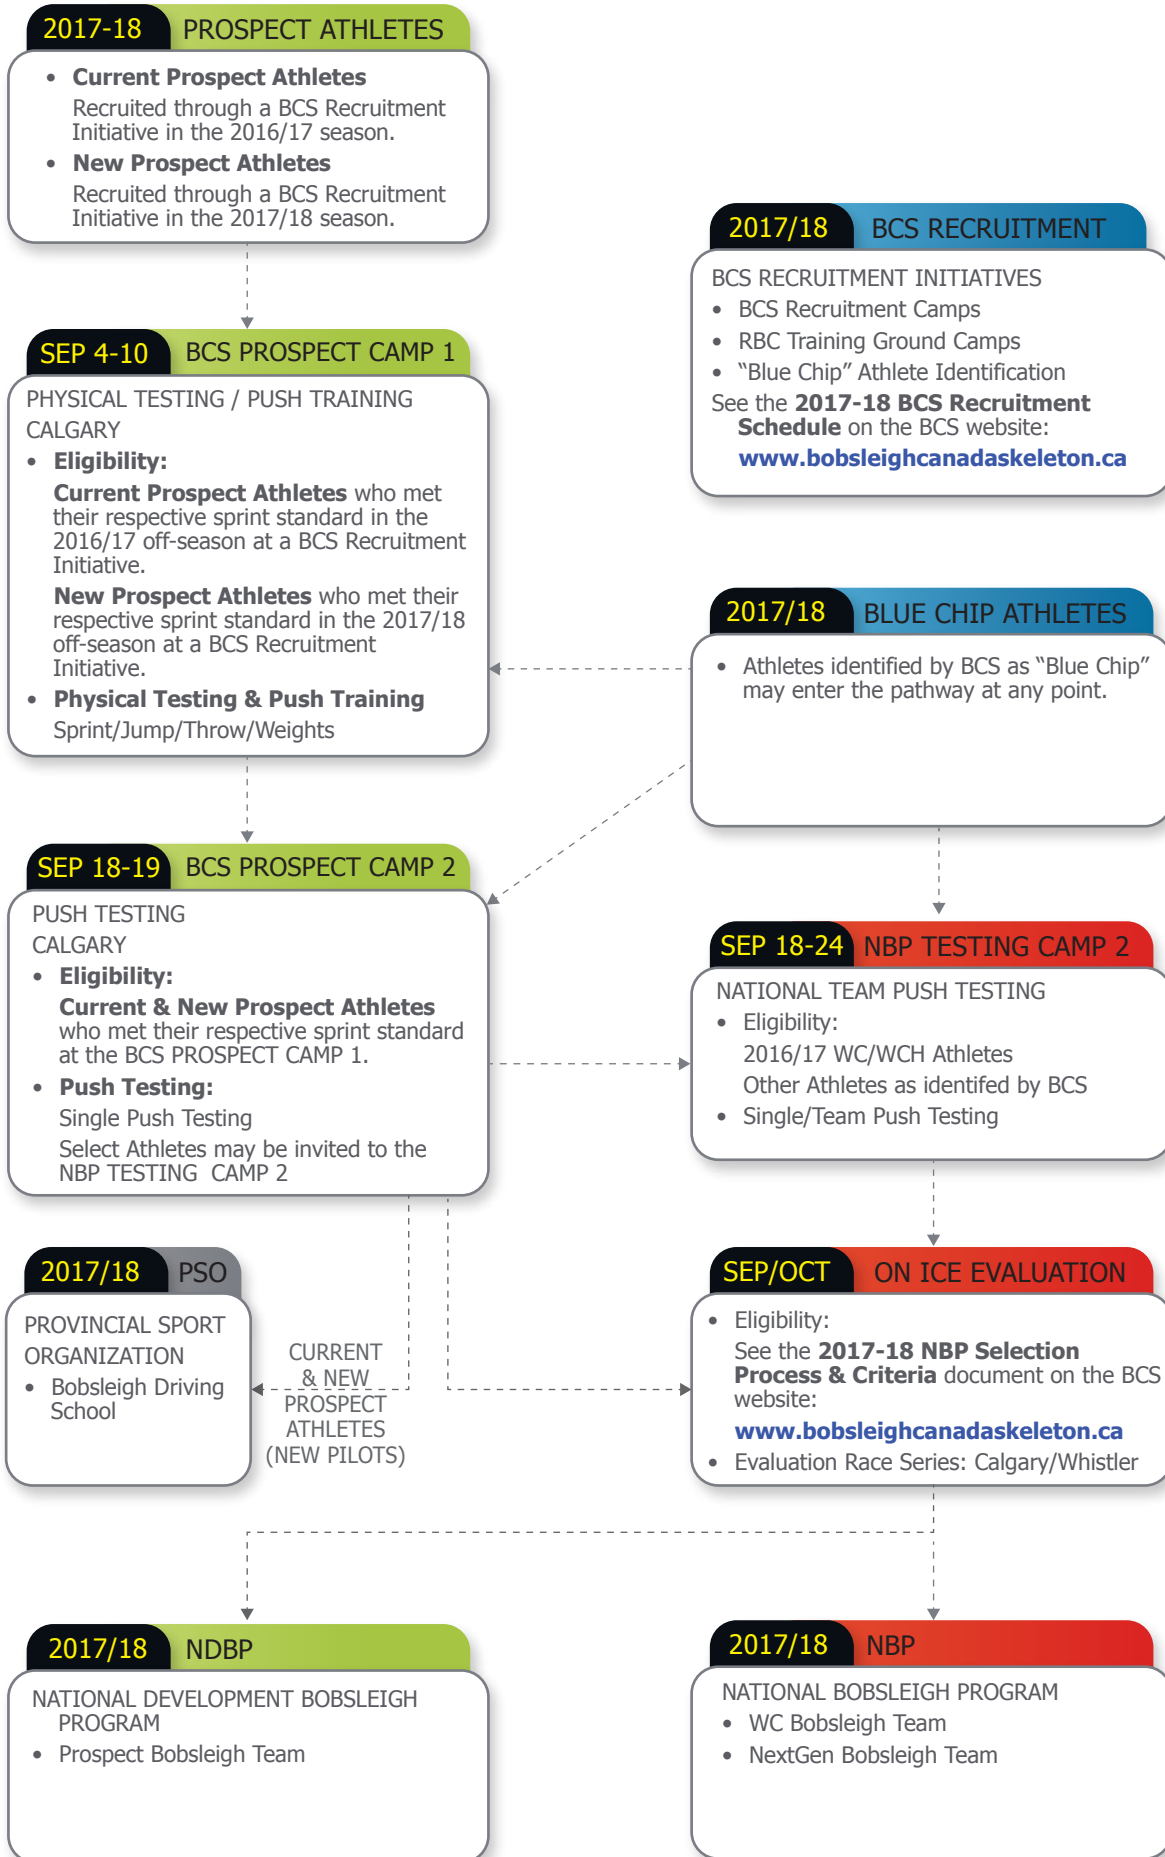 2017-18 PROSPECT ATHLETES
• Current Prospect Athletes
Recruited through a BCS Recruitment
Initiative in the 2016/17 season.
• New Prospect Athletes
Recruited through a BCS Recruitment
Initiative in the 2017/18 season.
2017/18 BCS RECRUITMENT
BCS RECRUITMENT INITIATIVES
• BCS Recruitment Camps
• RBC Training Ground Camps
• “Blue Chip” Athlete Identification
See the 2017-18 BCS Recruitment
Schedule on the BCS website:
www.bobsleighcanadaskeleton.ca
SEP 4-10 BCS PROSPECT CAMP 1
PHYSICAL TESTING / PUSH TRAINING
CALGARY
• Eligibility:
Current Prospect Athletes who met
their respective sprint standard in the
2016/17 off-season at a BCS Recruitment
Initiative.
New Prospect Athletes who met their
respective sprint standard in the 2017/18
off-season at a BCS Recruitment
Initiative.
• Physical Testing & Push Training
Sprint/Jump/Throw/Weights
2017/18 BLUE CHIP ATHLETES
• Athletes identified by BCS as “Blue Chip”
may enter the pathway at any point.
SEP 18-19 BCS PROSPECT CAMP 2
PUSH TESTING
CALGARY
• Eligibility:
Current & New Prospect Athletes
who met their respective sprint standard
at the BCS PROSPECT CAMP 1.
• Push Testing:
Single Push Testing
Select Athletes may be invited to the
NBP TESTING CAMP 2
SEP 18-24 NBP TESTING CAMP 2
NATIONAL TEAM PUSH TESTING
• Eligibility:
2016/17 WC/WCH Athletes
Other Athletes as identifed by BCS
• Single/Team Push Testing
2017/18 PSO
PROVINCIAL SPORT
ORGANIZATION
• Bobsleigh Driving
School
CURRENT
& NEW
PROSPECT
ATHLETES
(NEW PILOTS)
SEP/OCT ON ICE EVALUATION
• Eligibility:
See the 2017-18 NBP Selection
Process & Criteria document on the BCS
website:
www.bobsleighcanadaskeleton.ca
• Evaluation Race Series: Calgary/Whistler
2017/18 NDBP
NATIONAL DEVELOPMENT BOBSLEIGH
PROGRAM
• Prospect Bobsleigh Team
2017/18 NBP
NATIONAL BOBSLEIGH PROGRAM
• WC Bobsleigh Team
• NextGen Bobsleigh Team